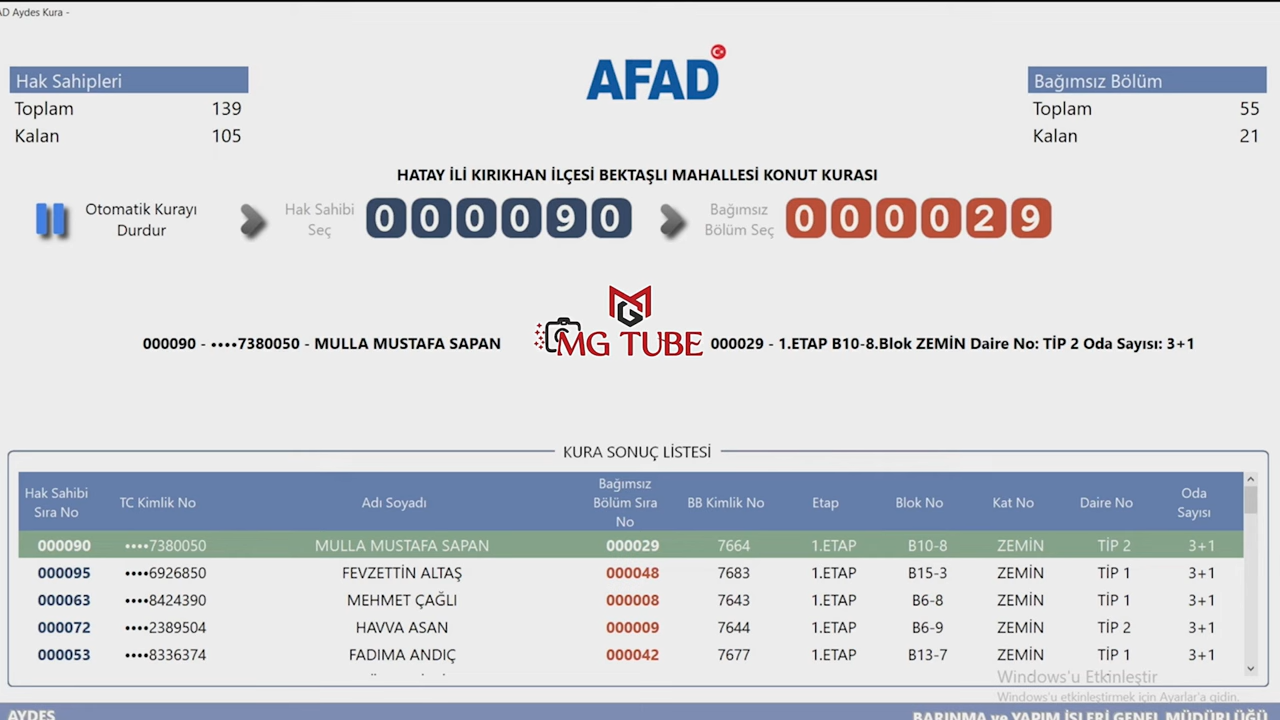 AD Aydes Kura -
AFAD
Hak Sahipleri
Toplam 139
Kalan 105
Bağımsız Bölüm
Toplam 55
Kalan 21
HATAY İLİ KIRIKHAN İLÇESİ BEKTAŞLI MAHALLESİ KONUT KURASI
Otomatik Kurayı
Durdur
Hak Sahibi
Seç
000090
Bağımsız
Bölüm Seç
000029
MG TUBE
000090 - ••••7380050 - MULLA MUSTAFA SAPAN
000029 - 1.ETAP B10-8.Blok ZEMİN Daire No: TİP 2 Oda Sayısı: 3+1
KURA SONUÇ LİSTESİ
Hak Sahibi Sıra No TC Kimlik No Adı Soyadı Bağımsız Bölüm Sıra No BB Kimlik No Etap Blok No Kat No Daire No Oda Sayısı
000090 ••••7380050 MULLA MUSTAFA SAPAN 000029 7664 1.ETAP B10-8 ZEMİN TİP 2 3+1
000095 ••••6926850 FEVZETTİN ALTAŞ 000048 7683 1.ETAP B15-3 ZEMİN TİP 1 3+1
000063 ••••8424390 MEHMET ÇAĞLI 000008 7643 1.ETAP B6-8 ZEMİN TİP 1 3+1
000072 ••••2389504 HAVVA ASAN 000009 7644 1.ETAP B6-9 ZEMİN TİP 2 3+1
000053 ••••8336374 FADIMA ANDIÇ 000042 7677 1.ETAP B13-7 ZEMİN TİP 1 3+1
Windows'u Etkinleştir
Windows'u etkinleştirmek için Ayarlar'a gidin.
AYDES
BARINMA ve YAPIM İŞLERİ GENEL MÜDÜRLÜĞÜ